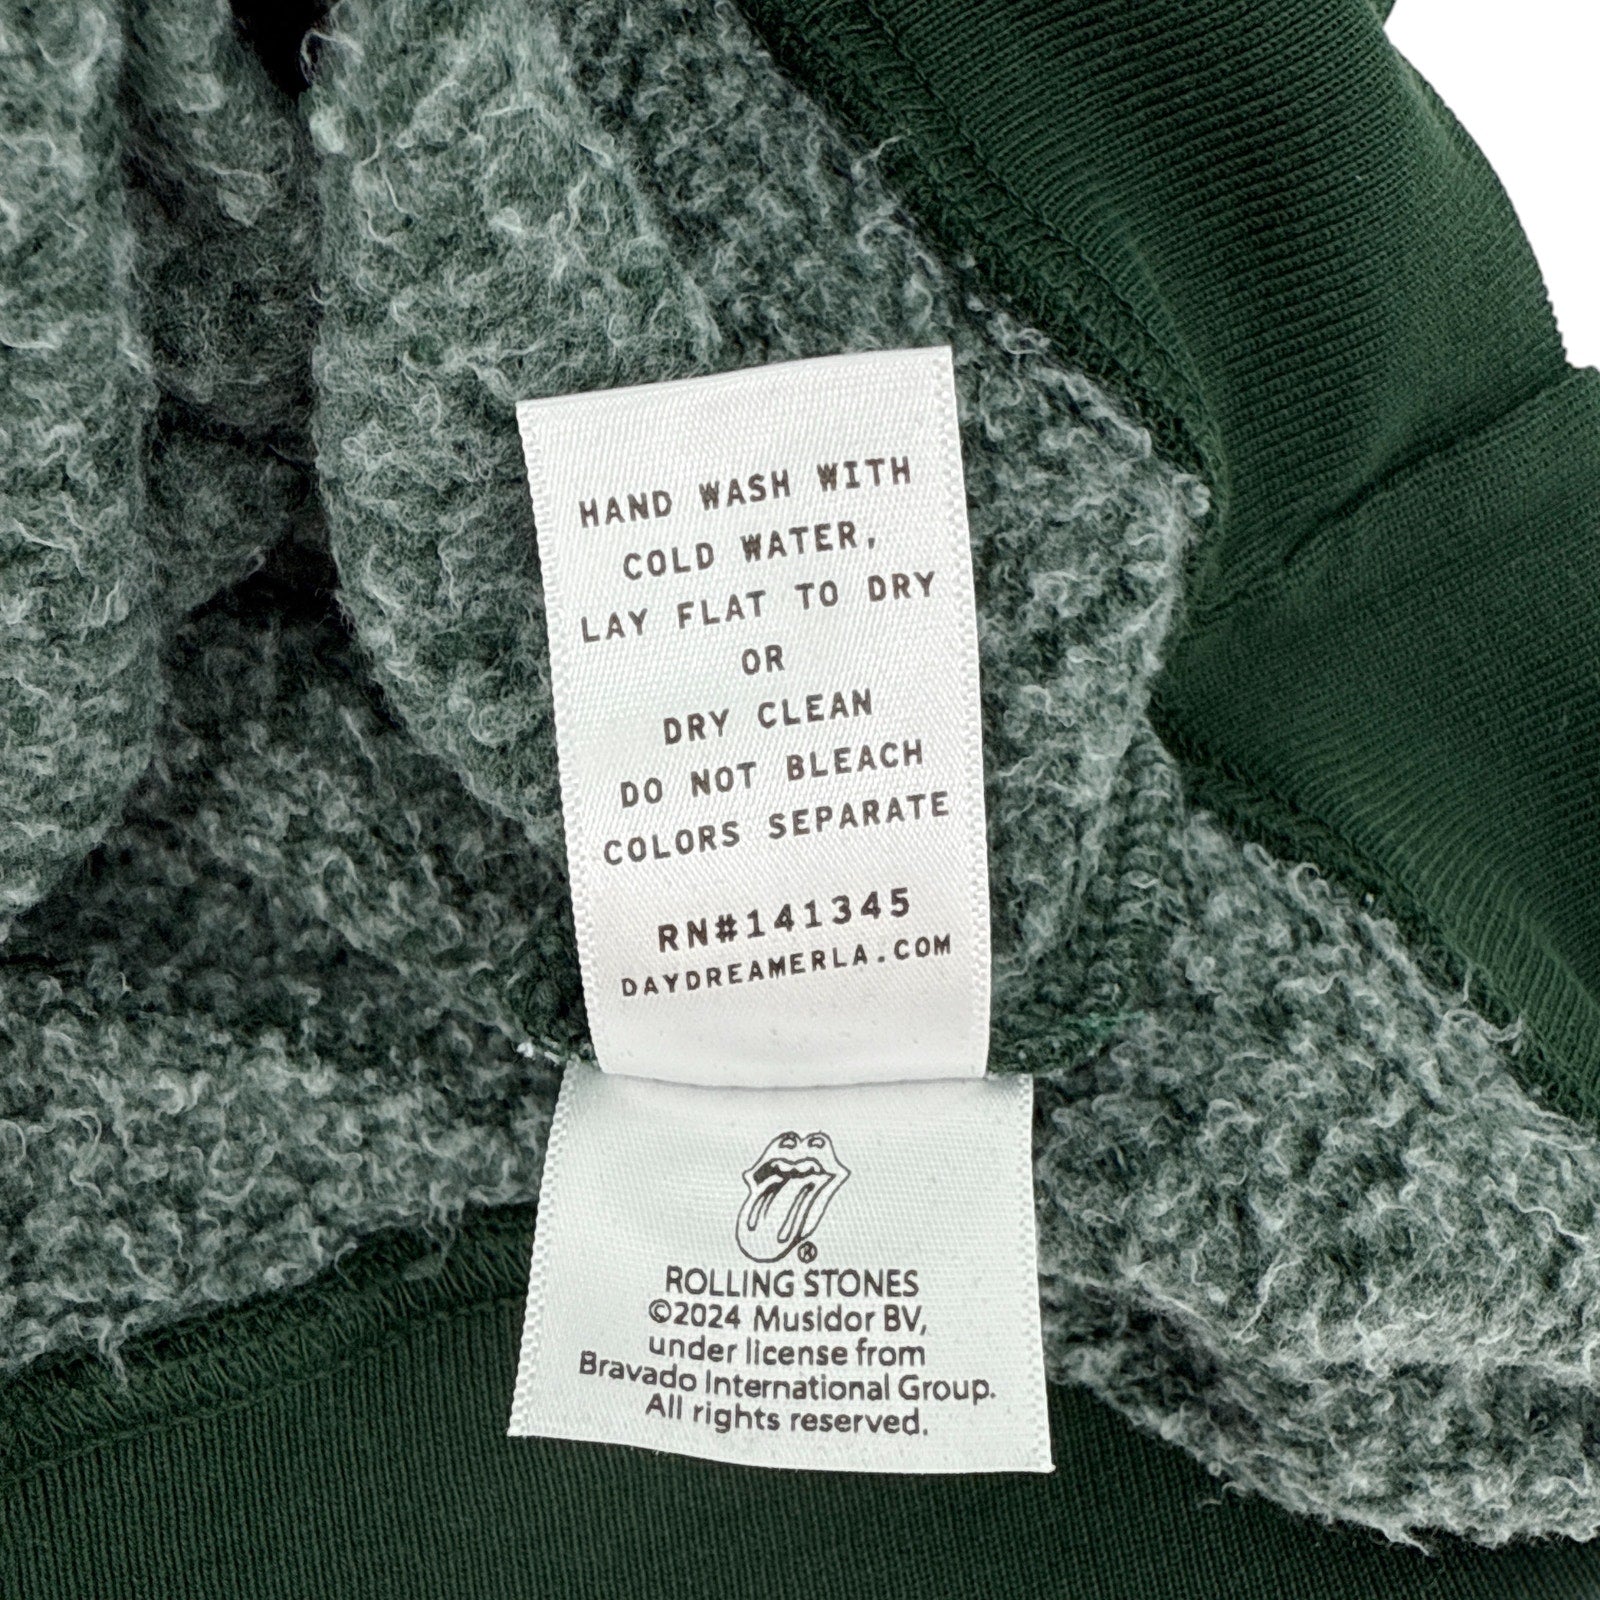 HAND WASH WITH
COLD WATER,
LAY FLAT TO DRY
OR
DRY CLEAN
DO NOT BLEACH
COLORS SEPARATE
RN#141345
DAYDREAMERLA.COM
®
ROLLING STONES
©2024 Musidor BV,
under license from
Bravado International Group.
All rights reserved.